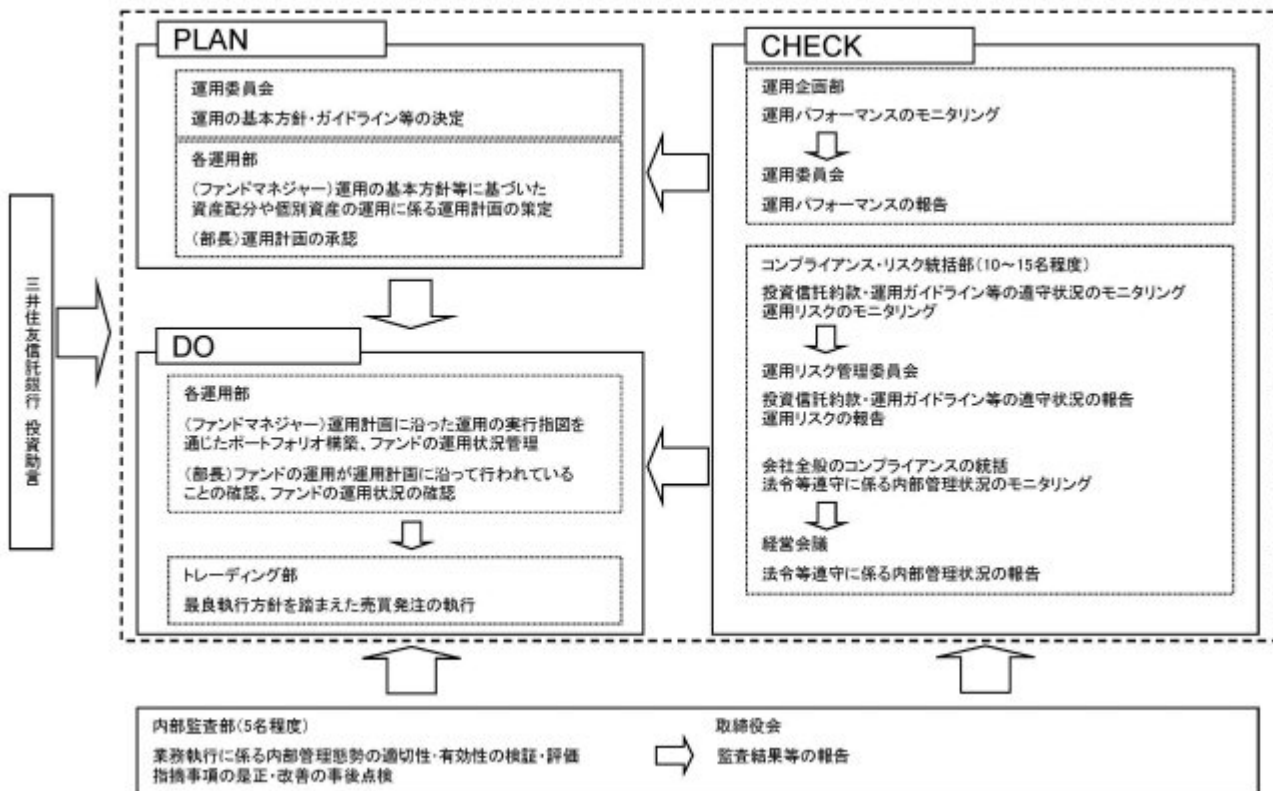 三井住友信託銀行 投資助言
PLAN
運用委員会
運用の基本方針・ガイドライン等の決定
各運用部
(ファンドマネジャー)運用の基本方針等に基づいた
資産配分や個別資産の運用に係る運用計画の策定
(部長)運用計画の承認
DO
各運用部
(ファンドマネジャー)運用計画に沿った運用の実行指図を
通じたポートフォリオ構築、ファンドの運用状況管理
(部長)ファンドの運用が運用計画に沿って行われている
ことの確認、ファンドの運用状況の確認
トレーディング部
最良執行方針を踏まえた売買発注の執行
CHECK
運用企画部
運用パフォーマンスのモニタリング
運用委員会
運用パフォーマンスの報告
コンプライアンス・リスク統括部(10～15名程度)
投資信託約款・運用ガイドライン等の遵守状況のモニタリング
運用リスクのモニタリング
運用リスク管理委員会
投資信託約款・運用ガイドライン等の遵守状況の報告
運用リスクの報告
会社全般のコンプライアンスの統括
法令等遵守に係る内部管理状況のモニタリング
経営会議
法令等遵守に係る内部管理状況の報告
内部監査部(5名程度)
業務執行に係る内部管理態勢の適切性・有効性の検証・評価
指摘事項の是正・改善の事後点検
取締役会
監査結果等の報告